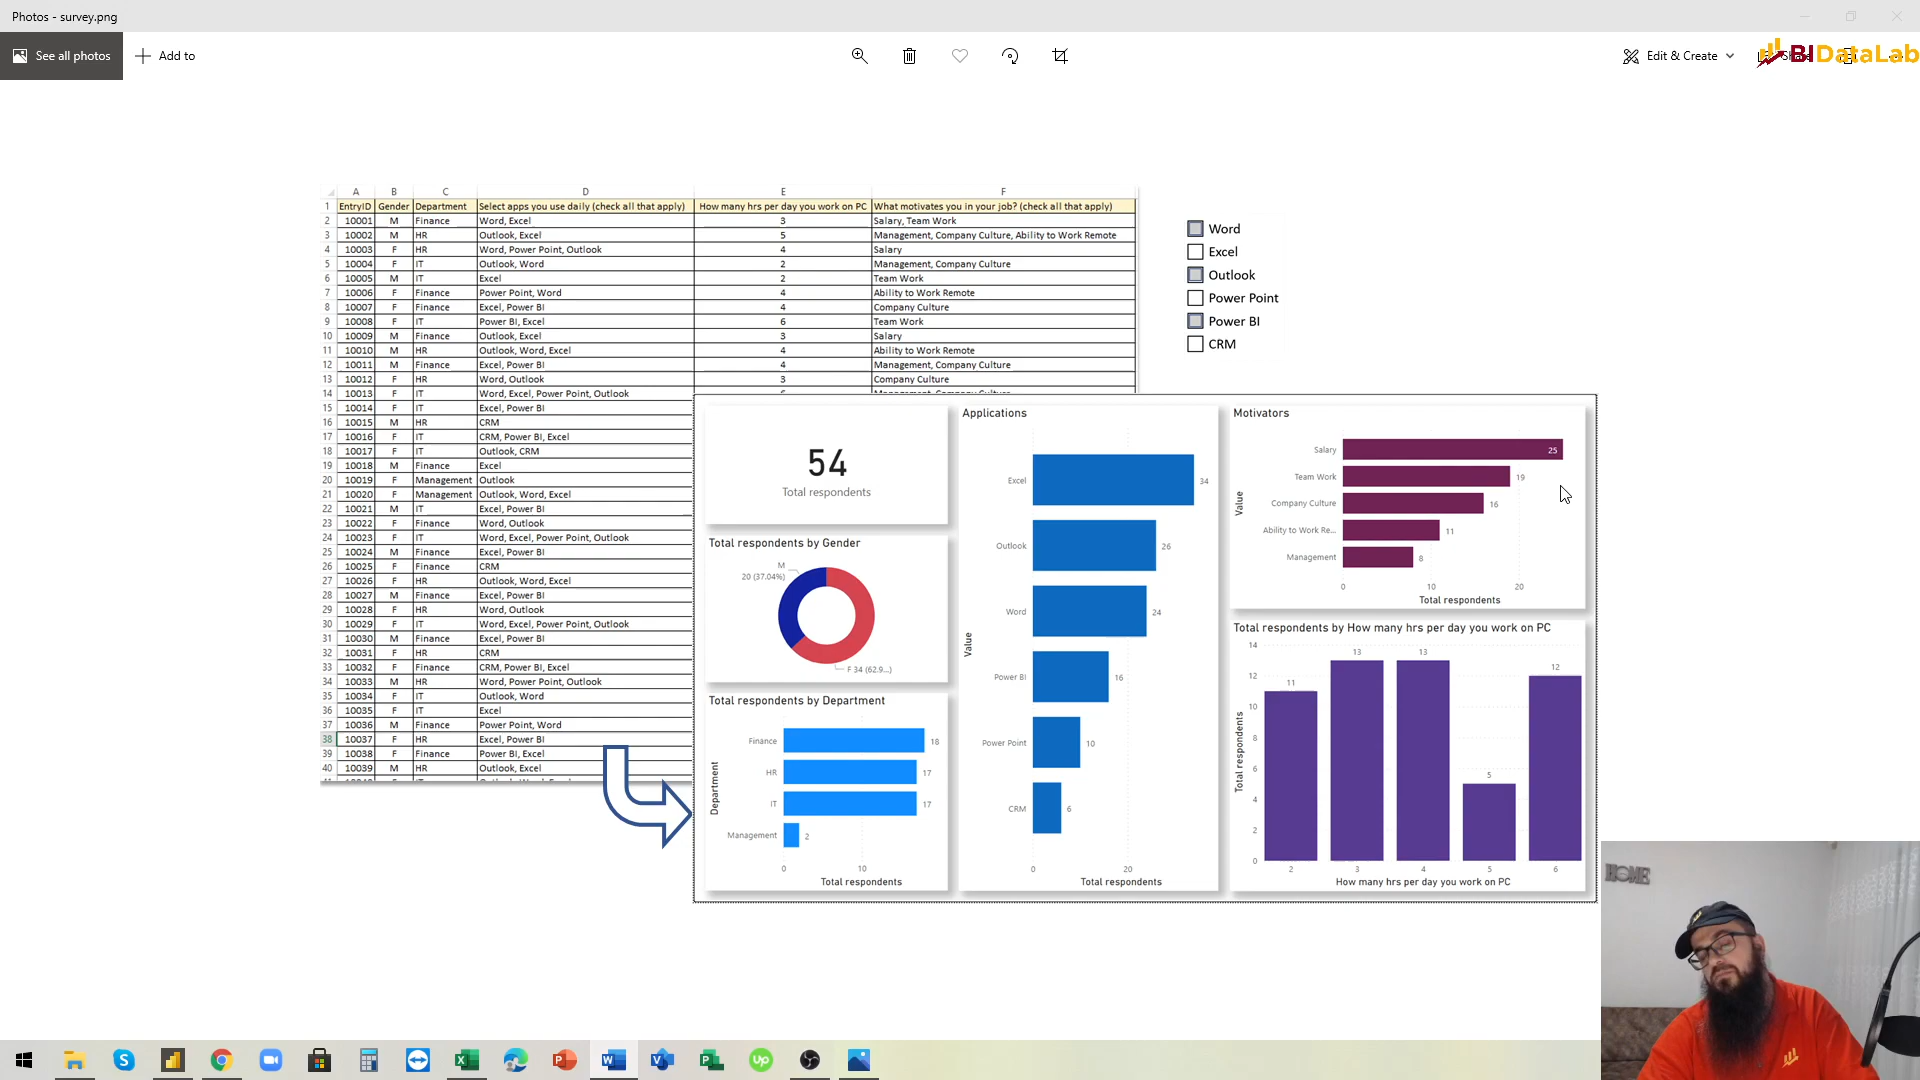 Photos - survey.png
See all photos
Add to
Edit & Create
BIDataLab
A B C D E F
1 EntryID Gender Department Select apps you use daily (check all that apply) How many hrs per day you work on PC What motivates you in your job? (check all that apply)
2 10001 M Finance Word, Excel 3 Salary, Team Work
3 10002 M HR Outlook, Excel 5 Management, Company Culture, Ability to Work Remote
4 10003 F HR Word, Power Point, Outlook 4 Salary
5 10004 F IT Outlook, Word 2 Management, Company Culture
6 10005 M IT Excel 2 Team Work
7 10006 F Finance Power Point, Word 4 Ability to Work Remote
8 10007 F Finance Excel, Power BI 4 Company Culture
9 10008 F IT Power BI, Excel 6 Team Work
10 10009 M Finance Outlook, Excel 3 Salary
11 10010 M HR Outlook, Word, Excel 4 Ability to Work Remote
12 10011 M Finance Excel, Power BI 4 Management, Company Culture
13 10012 F HR Word, Outlook 3 Company Culture
14 10013 F IT Word, Excel, Power Point, Outlook
15 10014 F IT Excel, Power BI
16 10015 M HR CRM
17 10016 F IT CRM, Power BI, Excel
18 10017 F IT Outlook, CRM
19 10018 M Finance Excel
20 10019 F Management Outlook
21 10020 F Management Outlook, Word, Excel
22 10021 M IT Excel, Power BI
23 10022 F Finance Word, Outlook
24 10023 F IT Word, Excel, Power Point, Outlook
25 10024 M Finance Excel, Power BI
26 10025 F Finance CRM
27 10026 F HR Outlook, Word, Excel
28 10027 M Finance Excel, Power BI
29 10028 F HR Word, Outlook
30 10029 F IT Word, Excel, Power Point, Outlook
31 10030 M Finance Excel, Power BI
32 10031 F HR CRM
33 10032 F Finance CRM, Power BI, Excel
34 10033 M HR Word, Power Point, Outlook
35 10034 F IT Outlook, Word
36 10035 F IT Excel
37 10036 M Finance Power Point, Word
38 10037 F HR Excel, Power BI
39 10038 F Finance Power BI, Excel
40 10039 M HR Outlook, Excel
Word
Excel
Outlook
Power Point
Power BI
CRM
54
Total respondents
Total respondents by Gender
M
20 (37.04%)
F 34 (62.9...)
Total respondents by Department
Department
Finance 18
HR 17
IT 17
Management 2
0 10
Total respondents
Applications
Value
Excel 34
Outlook 26
Word 24
Power BI 16
Power Point 10
CRM 6
0 20
Total respondents
Motivators
Value
Salary 25
Team Work 19
Company Culture 16
Ability to Work Re... 11
Management 8
0 10 20
Total respondents
Total respondents by How many hrs per day you work on PC
Total respondents
14
12
10
8
6
4
2
0
11 13 13 5 12
2 3 4 5 6
How many hrs per day you work on PC
HOME